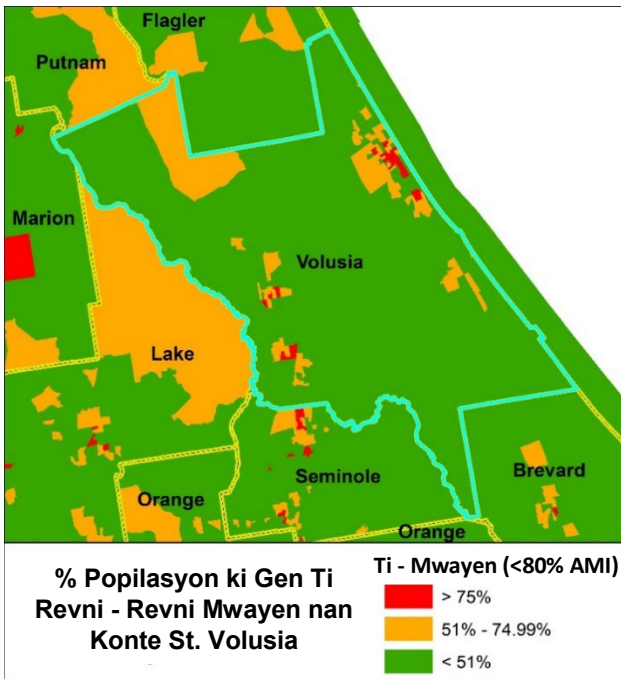 Flagler
Putnam
Marion
Volusia
Lake
Seminole
Brevard
Orange
Orange
% Popilasyon ki Gen Ti
Revni - Revni Mwayen nan
Konte St. Volusia
Ti - Mwayen (<80% AMI)
> 75%
51% - 74.99%
< 51%